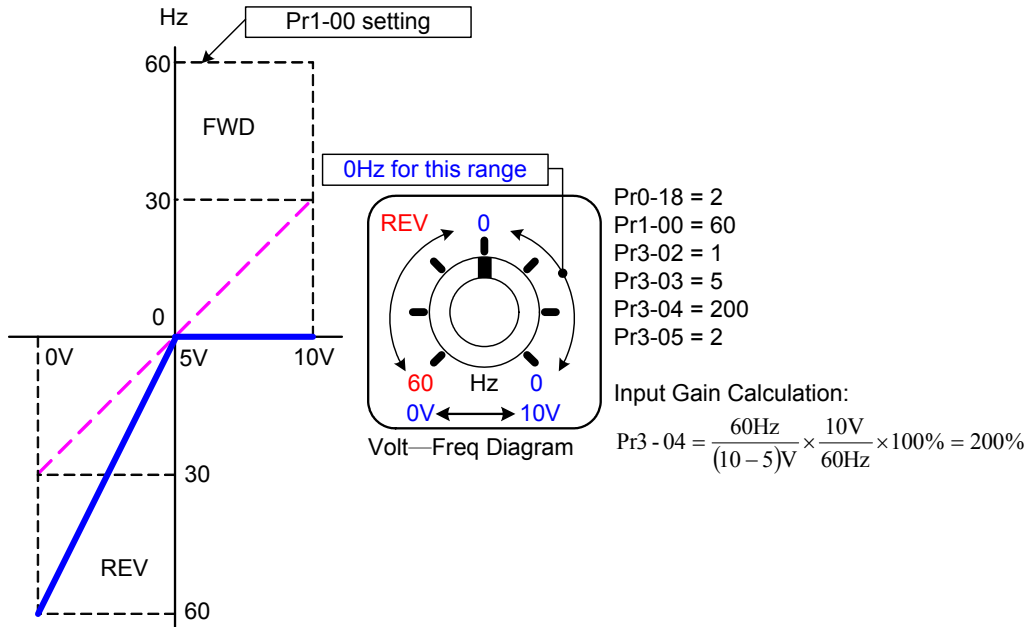 Hz
Pr1-00 setting
60
FWD
30
0Hz for this range
REV
0
60
Hz
0
0V
10V
Volt—Freq Diagram
0
0V
5V
10V
30
REV
60
Pr0-18 = 2
Pr1-00 = 60
Pr3-02 = 1
Pr3-03 = 5
Pr3-04 = 200
Pr3-05 = 2
Input Gain Calculation:
Pr3 - 04 = 60Hz/(10 – 5)V × 10V/60Hz × 100% = 200%